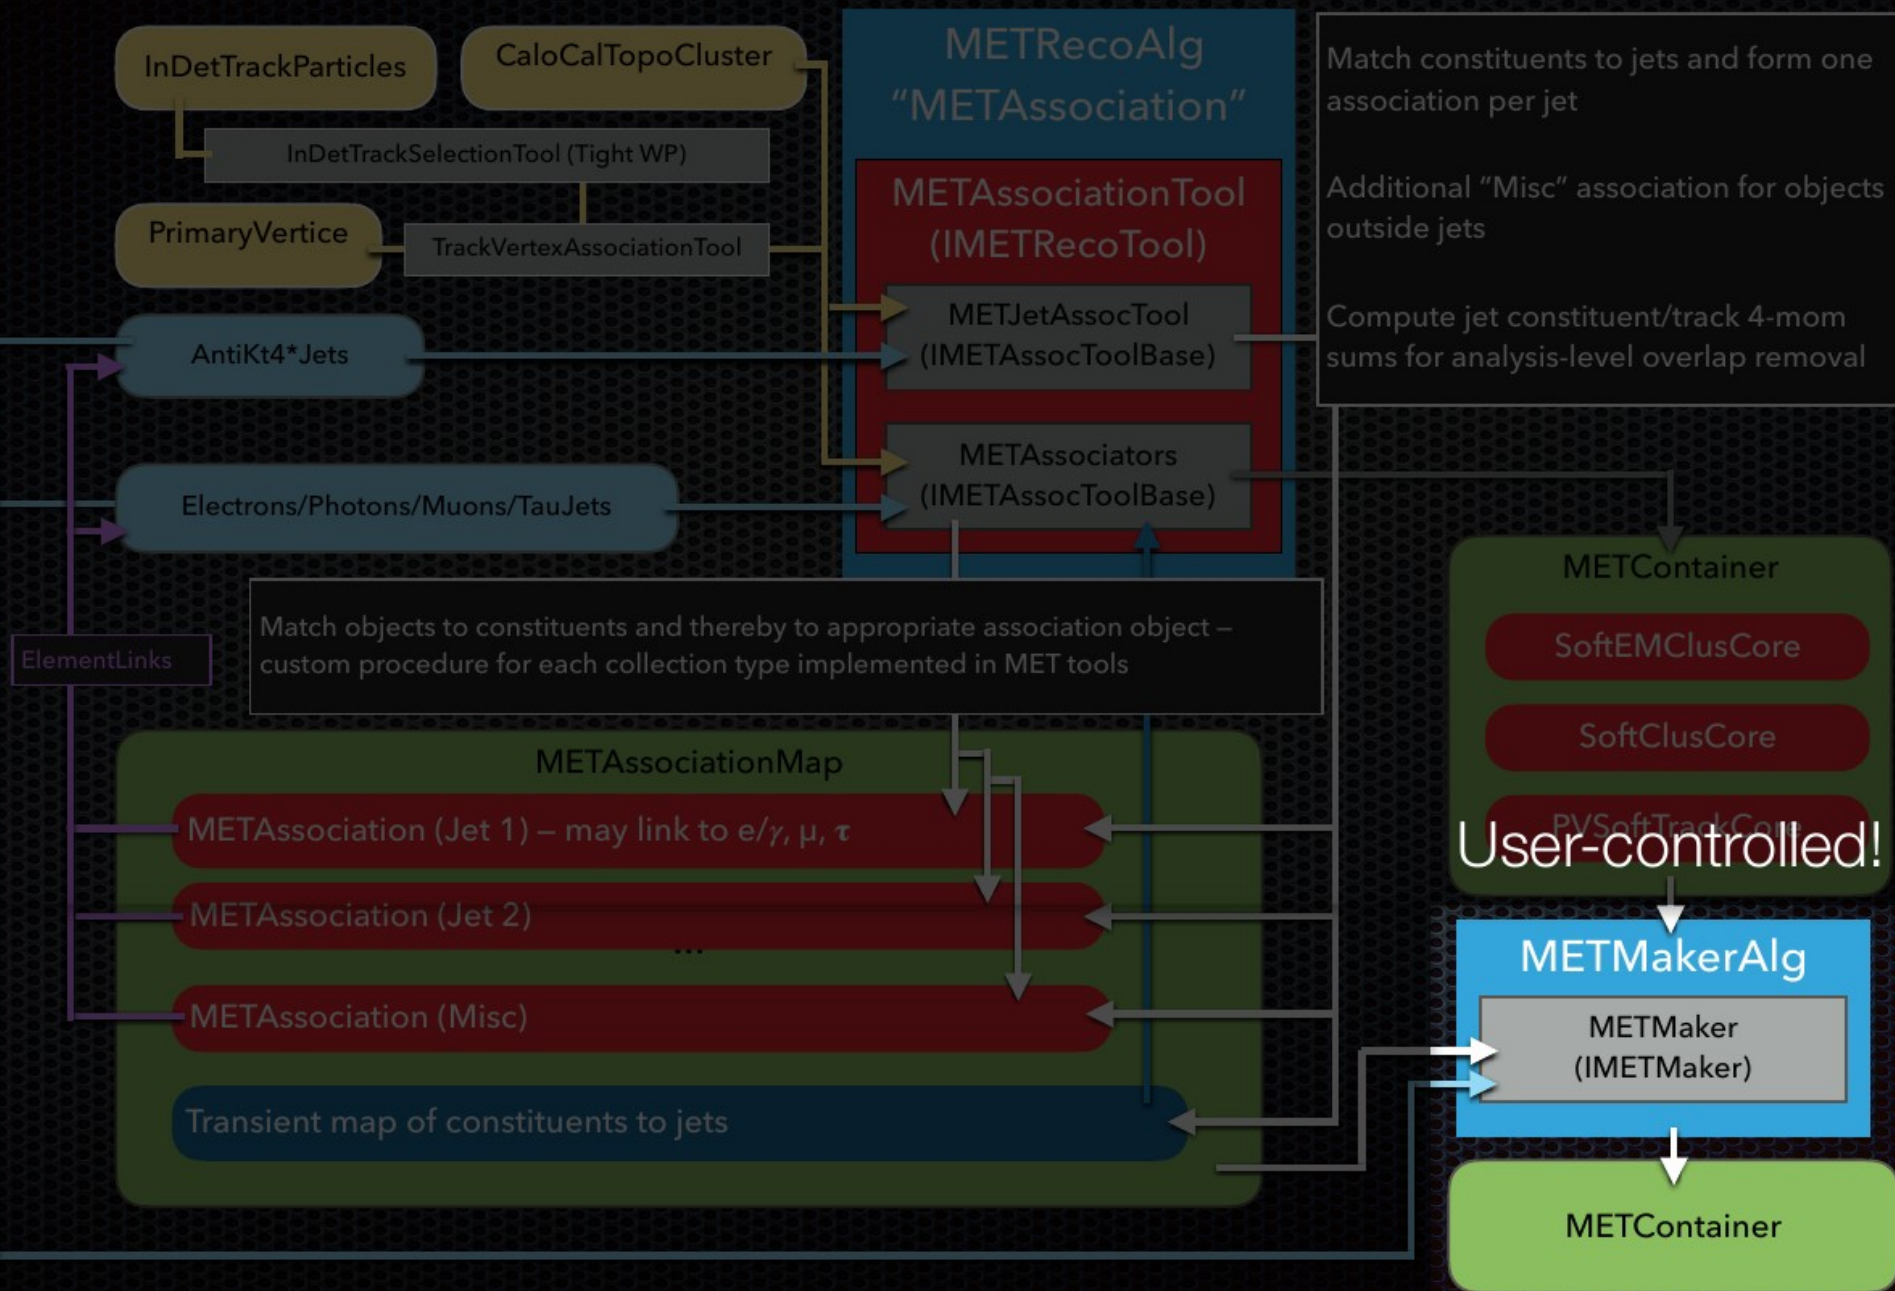 InDetTrackParticles
CaloCalTopoCluster
InDetTrackSelectionTool (Tight WP)
PrimaryVertice
TrackVertexAssociationTool
AntiKt4*Jets
Electrons/Photons/Muons/TauJets
METRecoAlg
“METAssociation”
METAssociationTool
(IMETRecoTool)
METJetAssocTool
(IMETAssocToolBase)
METAssociators
(IMETAssocToolBase)
Match constituents to jets and form one
association per jet
Additional “Misc” association for objects
outside jets
Compute jet constituent/track 4-mom
sums for analysis-level overlap removal
ElementLinks
Match objects to constituents and thereby to appropriate association object —
custom procedure for each collection type implemented in MET tools
METAssociationMap
METAssociation (Jet 1) — may link to e/γ, μ, τ
METAssociation (Jet 2)
...
METAssociation (Misc)
Transient map of constituents to jets
METContainer
SoftEMClusCore
SoftClusCore
PVSoftTrackCore
User-controlled!
METMakerAlg
METMaker
(IMETMaker)
METContainer